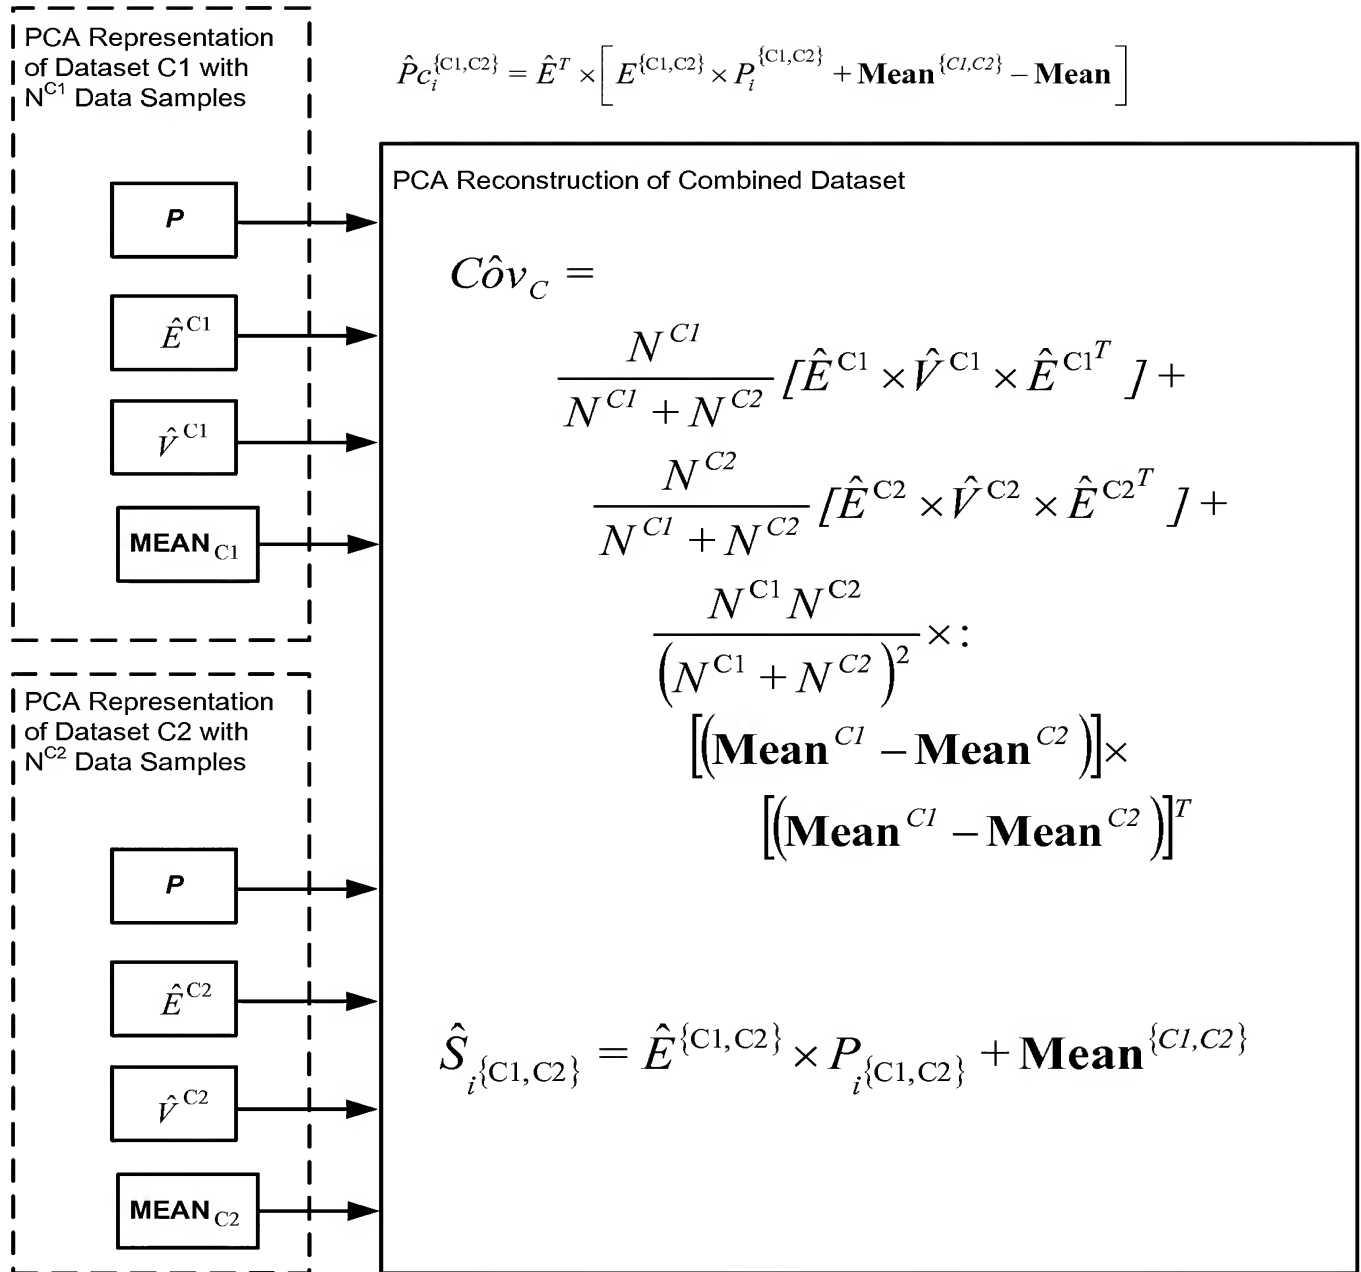 PCA Representation
of Dataset C1 with
N^C1 Data Samples
P̂c_i^{C1,C2} = Ê^T × [ E^{C1,C2} × P_i^{C1,C2} + Mean^{C1,C2} − Mean ]
P
Ê^C1
V̂^C1
MEAN_C1
PCA Reconstruction of Combined Dataset
Côv_C =
N^C1 / (N^C1 + N^C2) [Ê^C1 × V̂^C1 × Ê^C1^T ] +
N^C2 / (N^C1 + N^C2) [Ê^C2 × V̂^C2 × Ê^C2^T ] +
N^C1 N^C2 / (N^C1 + N^C2)^2 × :
[(Mean^C1 − Mean^C2)] ×
[(Mean^C1 − Mean^C2)]^T
Ŝ_i{C1,C2} = Ê^{C1,C2} × P_i{C1,C2} + Mean^{C1,C2}
PCA Representation
of Dataset C2 with
N^C2 Data Samples
P
Ê^C2
V̂^C2
MEAN_C2